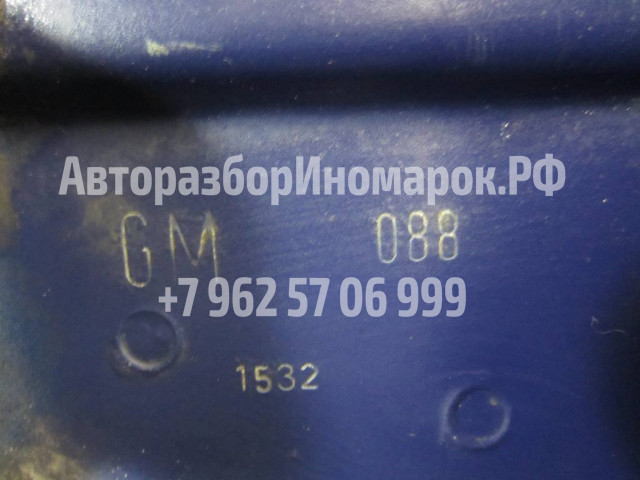 АвторазборИномарок.РФ
GM 088
+7 962 57 06 999
1532